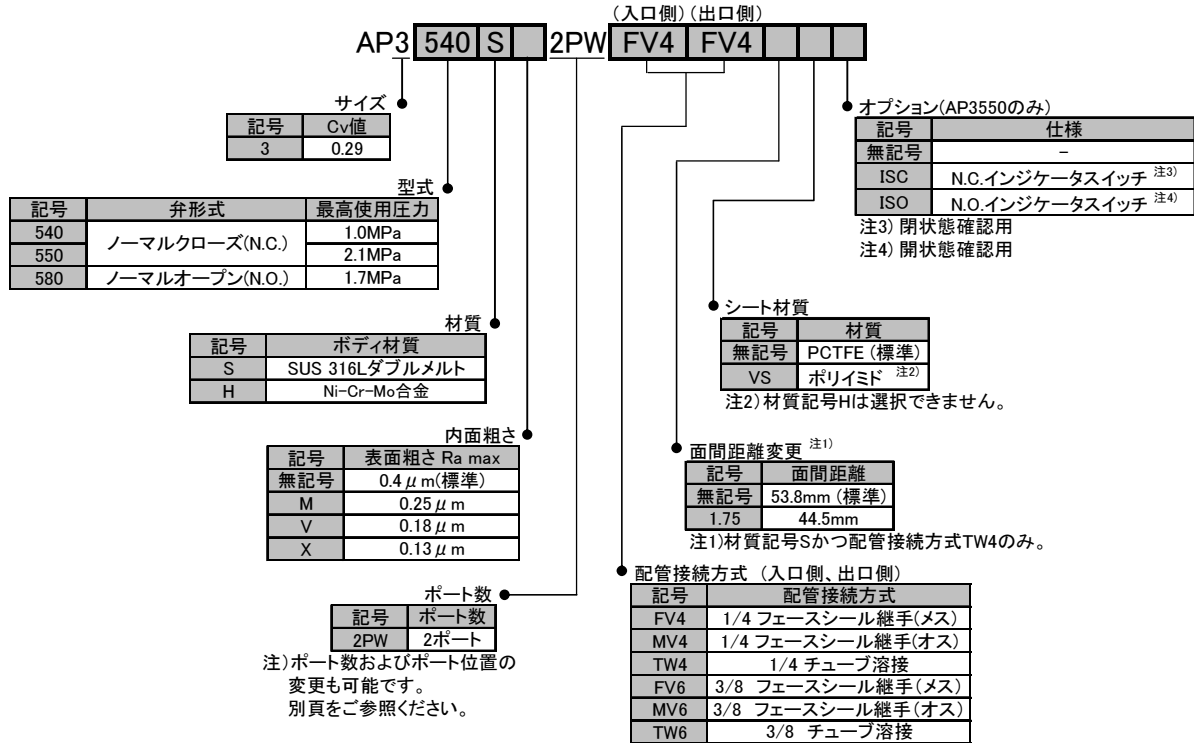 (入口側)(出口側)
AP3 540 S 2PW FV4 FV4
サイズ
記号 Cv値
3 0.29
型式
記号 弁形式 最高使用圧力
540 ノーマルクローズ(N.C.) 1.0MPa
550 2.1MPa
580 ノーマルオープン(N.O.) 1.7MPa
材質
記号 ボディ材質
S SUS 316Lダブルメルト
H Ni-Cr-Mo合金
内面粗さ
記号 表面粗さ Ra max
無記号 0.4μm(標準)
M 0.25μm
V 0.18μm
X 0.13μm
ポート数
記号 ポート数
2PW 2ポート
注)ポート数およびポート位置の
変更も可能です。
別頁をご参照ください。
オプション(AP3550のみ)
記号 仕様
無記号 −
ISC N.C.インジケータスイッチ 注3)
ISO N.O.インジケータスイッチ 注4)
注3) 閉状態確認用
注4) 開状態確認用
シート材質
記号 材質
無記号 PCTFE (標準)
VS ポリイミド 注2)
注2)材質記号Hは選択できません。
面間距離変更 注1)
記号 面間距離
無記号 53.8mm (標準)
1.75 44.5mm
注1)材質記号Sかつ配管接続方式TW4のみ。
配管接続方式 (入口側、出口側)
記号 配管接続方式
FV4 1/4 フェースシール継手(メス)
MV4 1/4 フェースシール継手(オス)
TW4 1/4 チューブ溶接
FV6 3/8 フェースシール継手(メス)
MV6 3/8 フェースシール継手(オス)
TW6 3/8 チューブ溶接